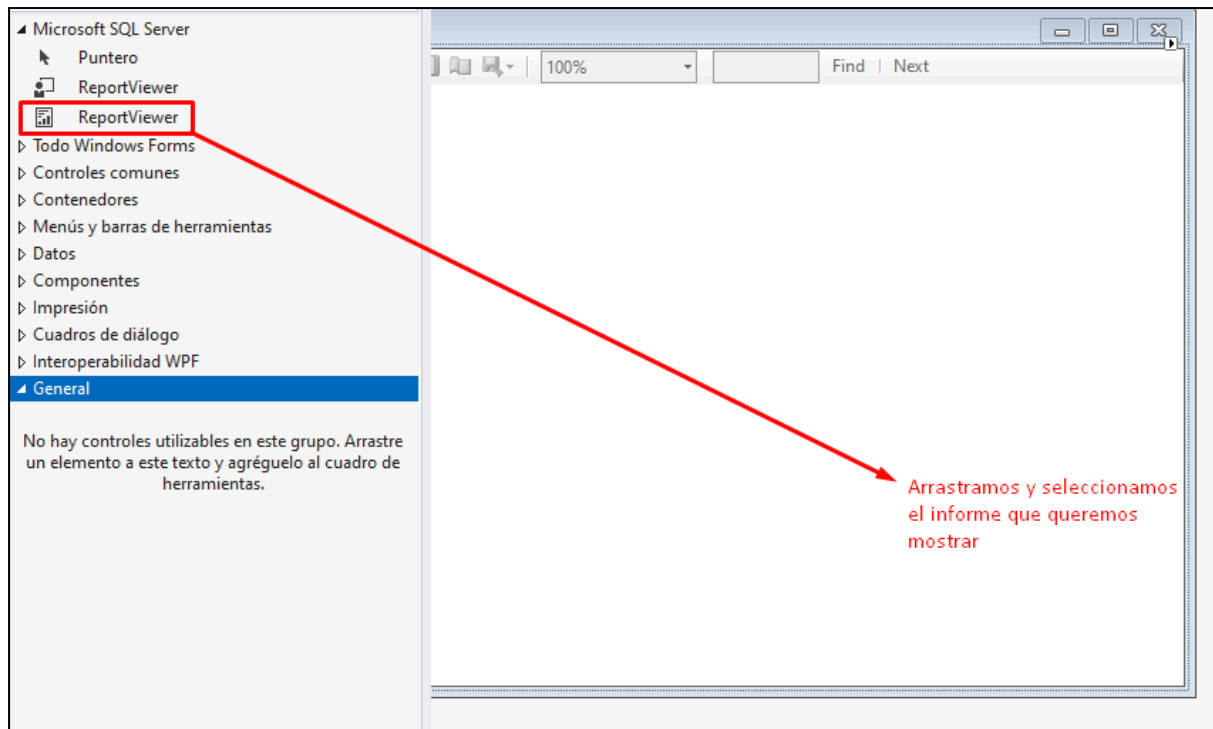 Microsoft SQL Server
Puntero
ReportViewer
ReportViewer
Todo Windows Forms
Controles comunes
Contenedores
Menús y barras de herramientas
Datos
Componentes
Impresión
Cuadros de diálogo
Interoperabilidad WPF
General
No hay controles utilizables en este grupo. Arrastre
un elemento a este texto y agréguelo al cuadro de
herramientas.
100%
Find | Next
Arrastramos y seleccionamos
el informe que queremos
mostrar